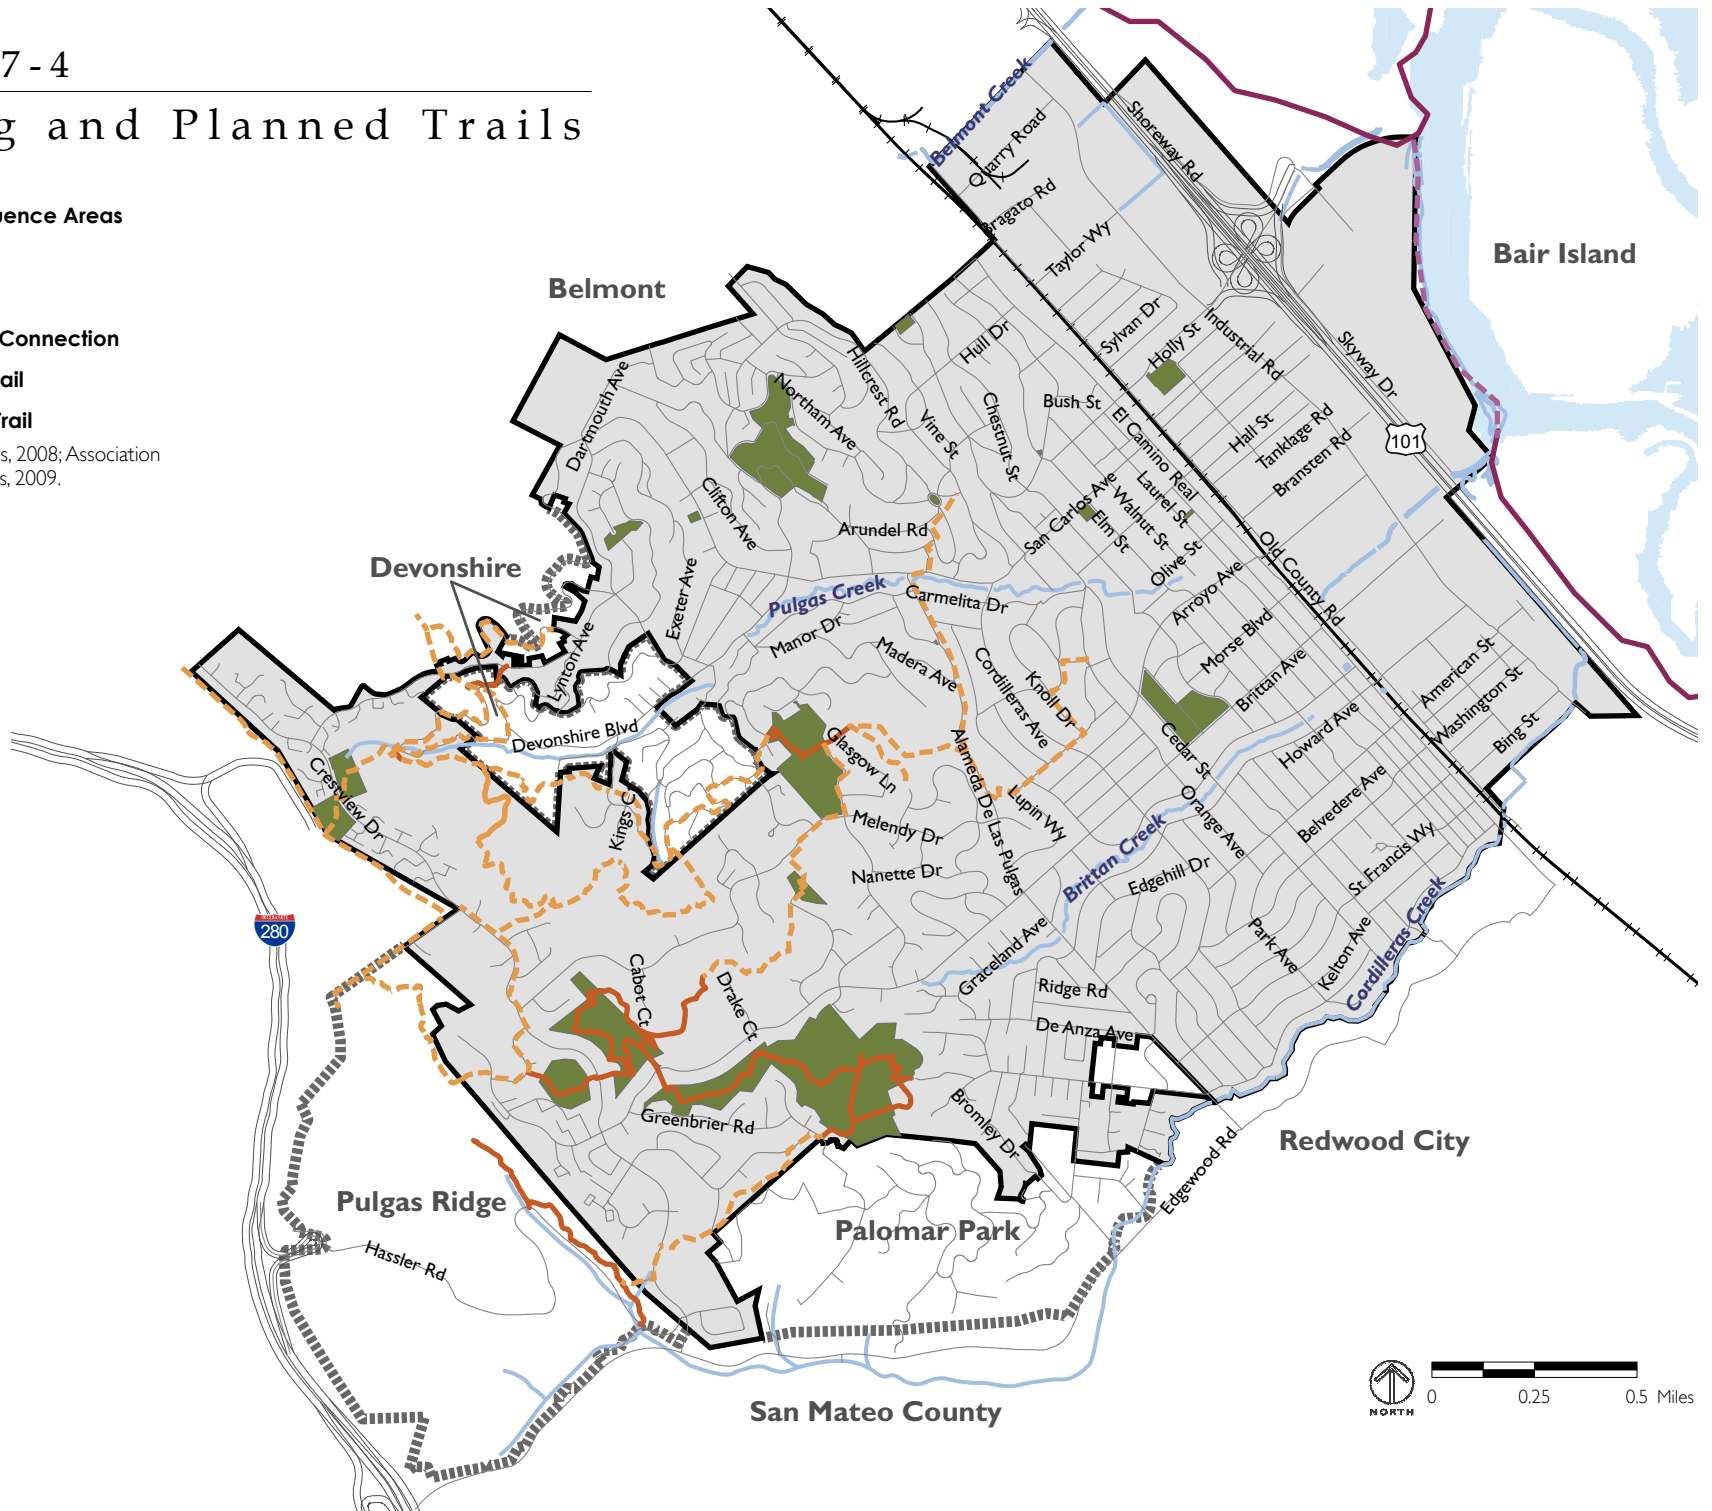 7-4
g and Planned Trails
uence Areas
Connection
ail
Trail
s, 2008; Association
s, 2009.
Belmont Creek
Quarry Road
Bragato Rd
Taylor Wy
Shoreway Rd
Bair Island
Belmont
Sylvan Dr
Holly St
Industrial Rd
Skyway Dr
Hull Dr
Hillcrest Rd
Dartmouth Ave
Northam Ave
Vine St
Chestnut St
Bush St
El Camino Real
Hall St
Tanklage Rd
Bransten Rd
101
Clifton Ave
Arundel Rd
San Carlos Ave
Laurel St
Walnut St
Elm St
Olive St
Old County Rd
Devonshire
Exeter Ave
Pulgas Creek
Carmelita Dr
Arroyo Ave
Manor Dr
Madera Ave
Lynton Ave
Morse Blvd
Brittan Ave
American St
Washington St
Bing St
Cordilleras Ave
Knoll Dr
Devonshire Blvd
Glasgow Ln
Alameda De Las Pulgas
Cedar St
Howard Ave
Crestview Dr
Kings C
Lupin Wy
Orange Ave
Belvedere Ave
Melendy Dr
Nanette Dr
Brittan Creek
Edgehill Dr
St Francis Wy
INTERSTATE
280
Graceland Ave
Park Ave
Kelton Ave
Cordilleras Creek
Cabot Ct
Drake Ct
Ridge Rd
De Anza Ave
Greenbrier Rd
Bromley Dr
Redwood City
Edgewood Rd
Pulgas Ridge
Palomar Park
Hassler Rd
San Mateo County
NORTH
0 0.25 0.5 Miles